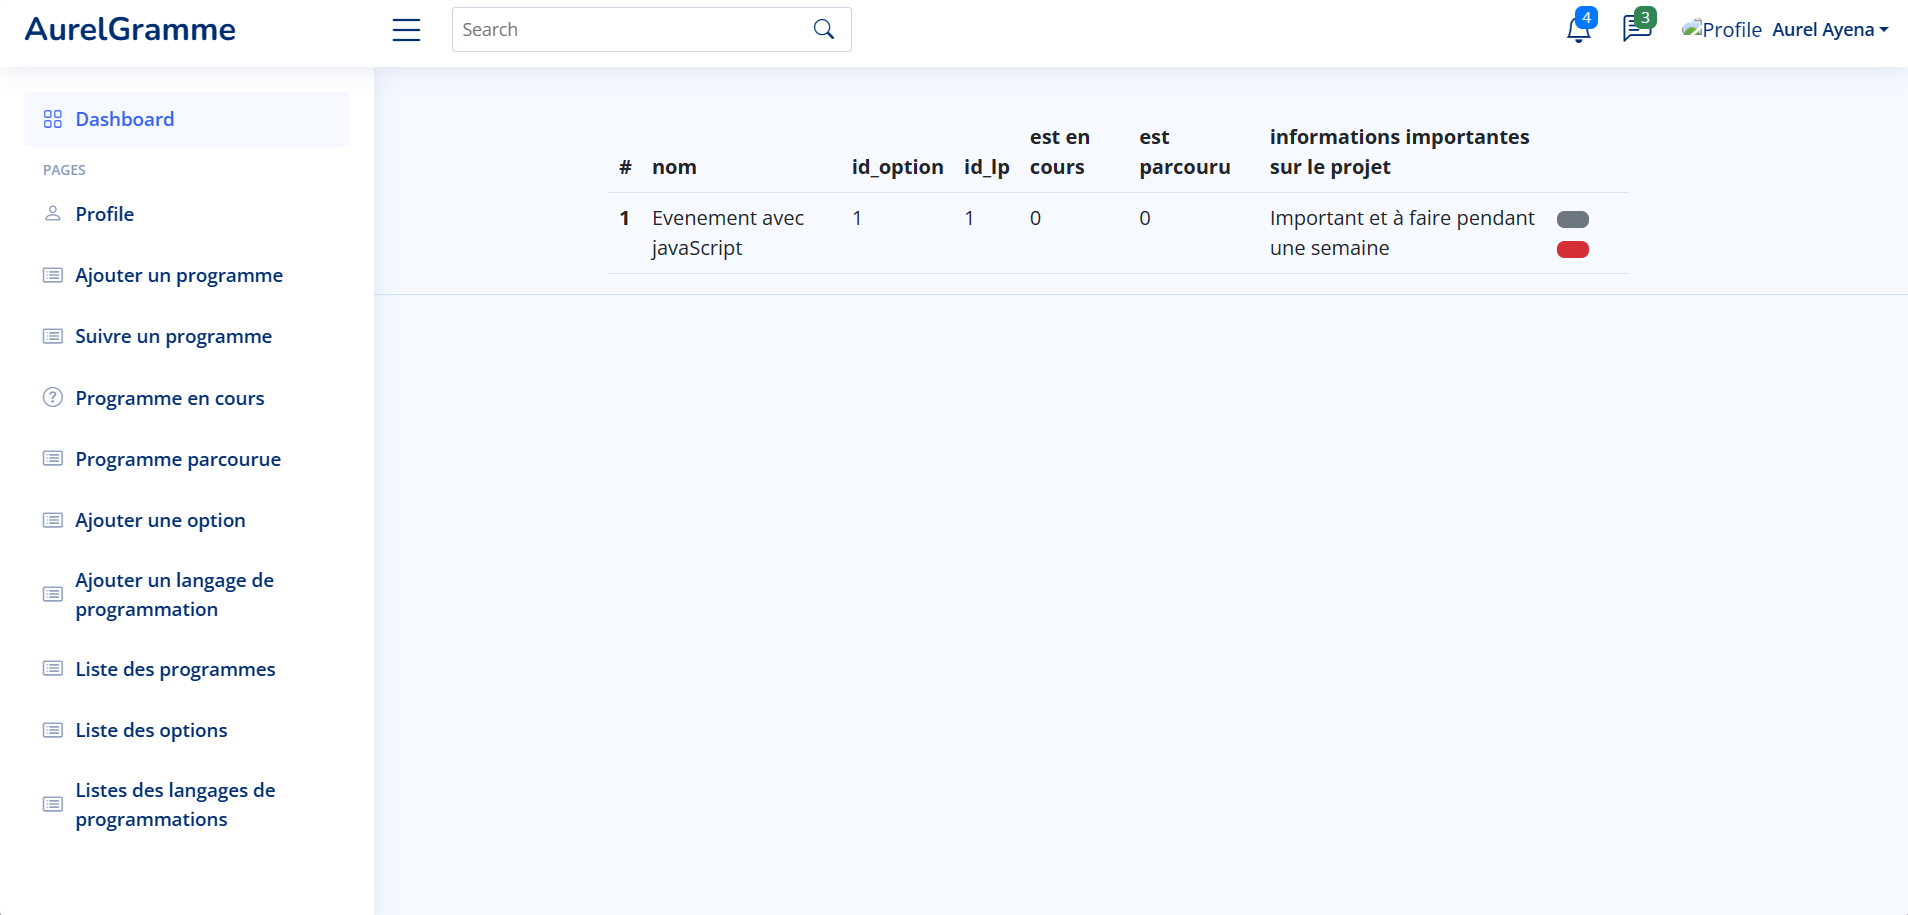 AurelGramme
Search
4
3
Profile
Aurel Ayena
Dashboard
PAGES
Profile
Ajouter un programme
Suivre un programme
Programme en cours
Programme parcourue
Ajouter une option
Ajouter un langage de
programmation
Liste des programmes
Liste des options
Listes des langages de
programmations
# nom id_option id_lp est en cours est parcouru informations importantes sur le projet
1 Evenement avec javaScript 1 1 0 0 Important et à faire pendant une semaine